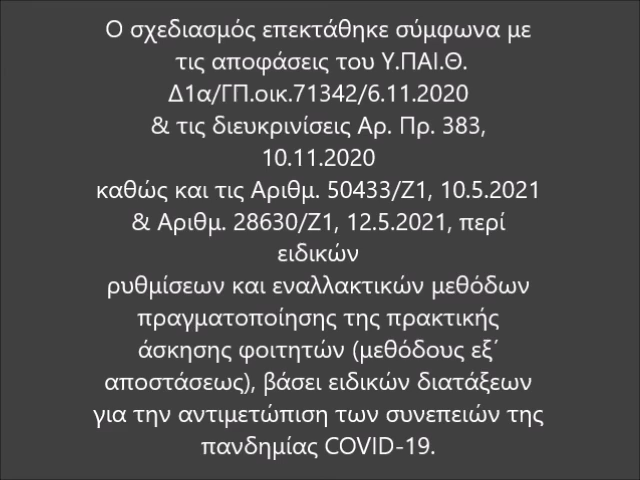 Ο σχεδιασμός επεκτάθηκε σύμφωνα με
τις αποφάσεις του Υ.ΠΑΙ.Θ.
Δ1α/ΓΠ.οικ.71342/6.11.2020
& τις διευκρινίσεις Αρ. Πρ. 383,
10.11.2020
καθώς και τις Αριθμ. 50433/Ζ1, 10.5.2021
& Αριθμ. 28630/Ζ1, 12.5.2021, περί
ειδικών
ρυθμίσεων και εναλλακτικών μεθόδων
πραγματοποίησης της πρακτικής
άσκησης φοιτητών (μεθόδους εξ΄
αποστάσεως), βάσει ειδικών διατάξεων
για την αντιμετώπιση των συνεπειών της
πανδημίας COVID-19.